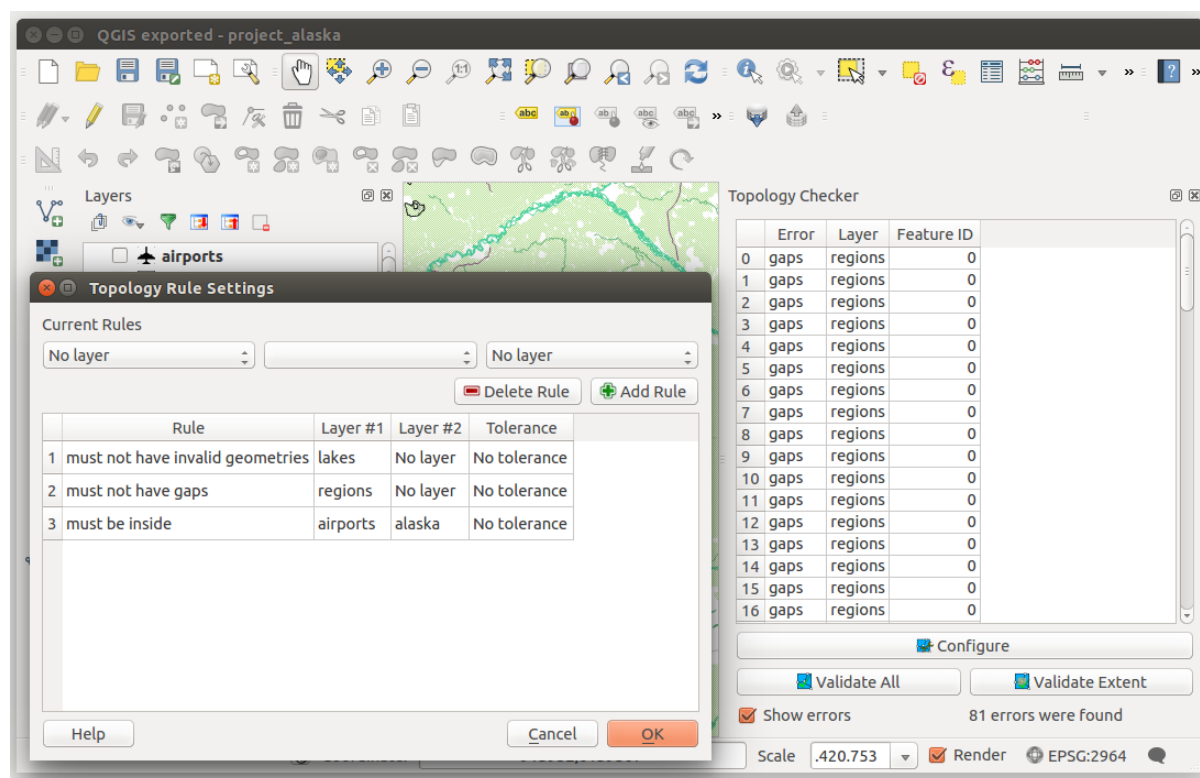 QGIS exported - project_alaska
1:1
abc
ab
ab
abc
abc
»
»
»
?
Layers
airports
Topology Checker
Error Layer Feature ID
0 gaps regions 0
1 gaps regions 0
2 gaps regions 0
3 gaps regions 0
4 gaps regions 0
5 gaps regions 0
6 gaps regions 0
7 gaps regions 0
8 gaps regions 0
9 gaps regions 0
10 gaps regions 0
11 gaps regions 0
12 gaps regions 0
13 gaps regions 0
14 gaps regions 0
15 gaps regions 0
16 gaps regions 0
Configure
Validate All Validate Extent
Show errors 81 errors were found
Topology Rule Settings
Current Rules
No layer No layer
Delete Rule Add Rule
Rule Layer #1 Layer #2 Tolerance
1 must not have invalid geometries lakes No layer No tolerance
2 must not have gaps regions No layer No tolerance
3 must be inside airports alaska No tolerance
Help Cancel OK
Scale .420.753 Render EPSG:2964